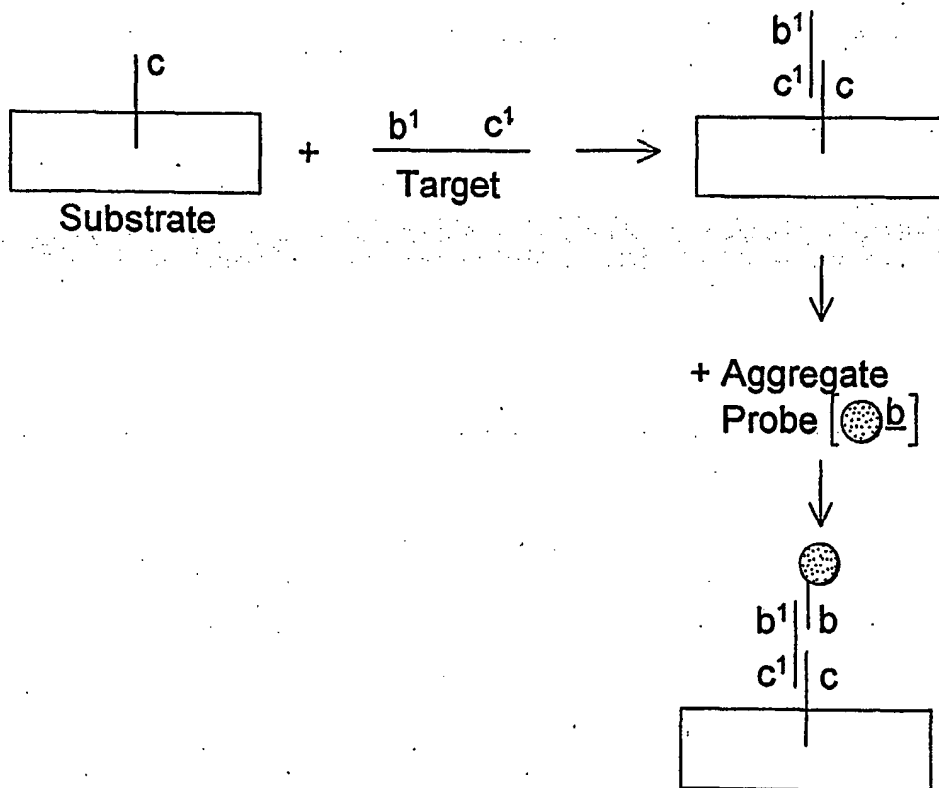 c
Substrate
+
b¹ c¹
Target
b¹
c¹ c
+ Aggregate
Probe [b]
b¹ b
c¹ c